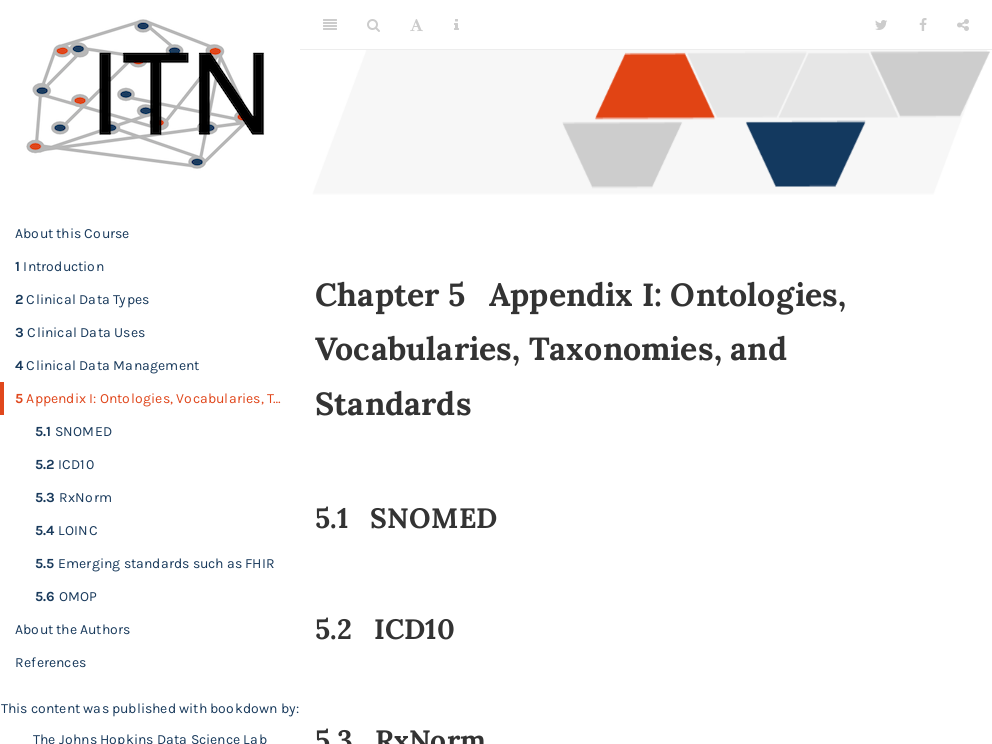 ITN
About this Course
1 Introduction
2 Clinical Data Types
3 Clinical Data Uses
4 Clinical Data Management
5 Appendix I: Ontologies, Vocabularies, T...
5.1 SNOMED
5.2 ICD10
5.3 RxNorm
5.4 LOINC
5.5 Emerging standards such as FHIR
5.6 OMOP
About the Authors
References
This content was published with bookdown by:
The Johns Hopkins Data Science Lab
Chapter 5 Appendix I: Ontologies,
Vocabularies, Taxonomies, and
Standards
5.1 SNOMED
5.2 ICD10
5.3 RxNorm